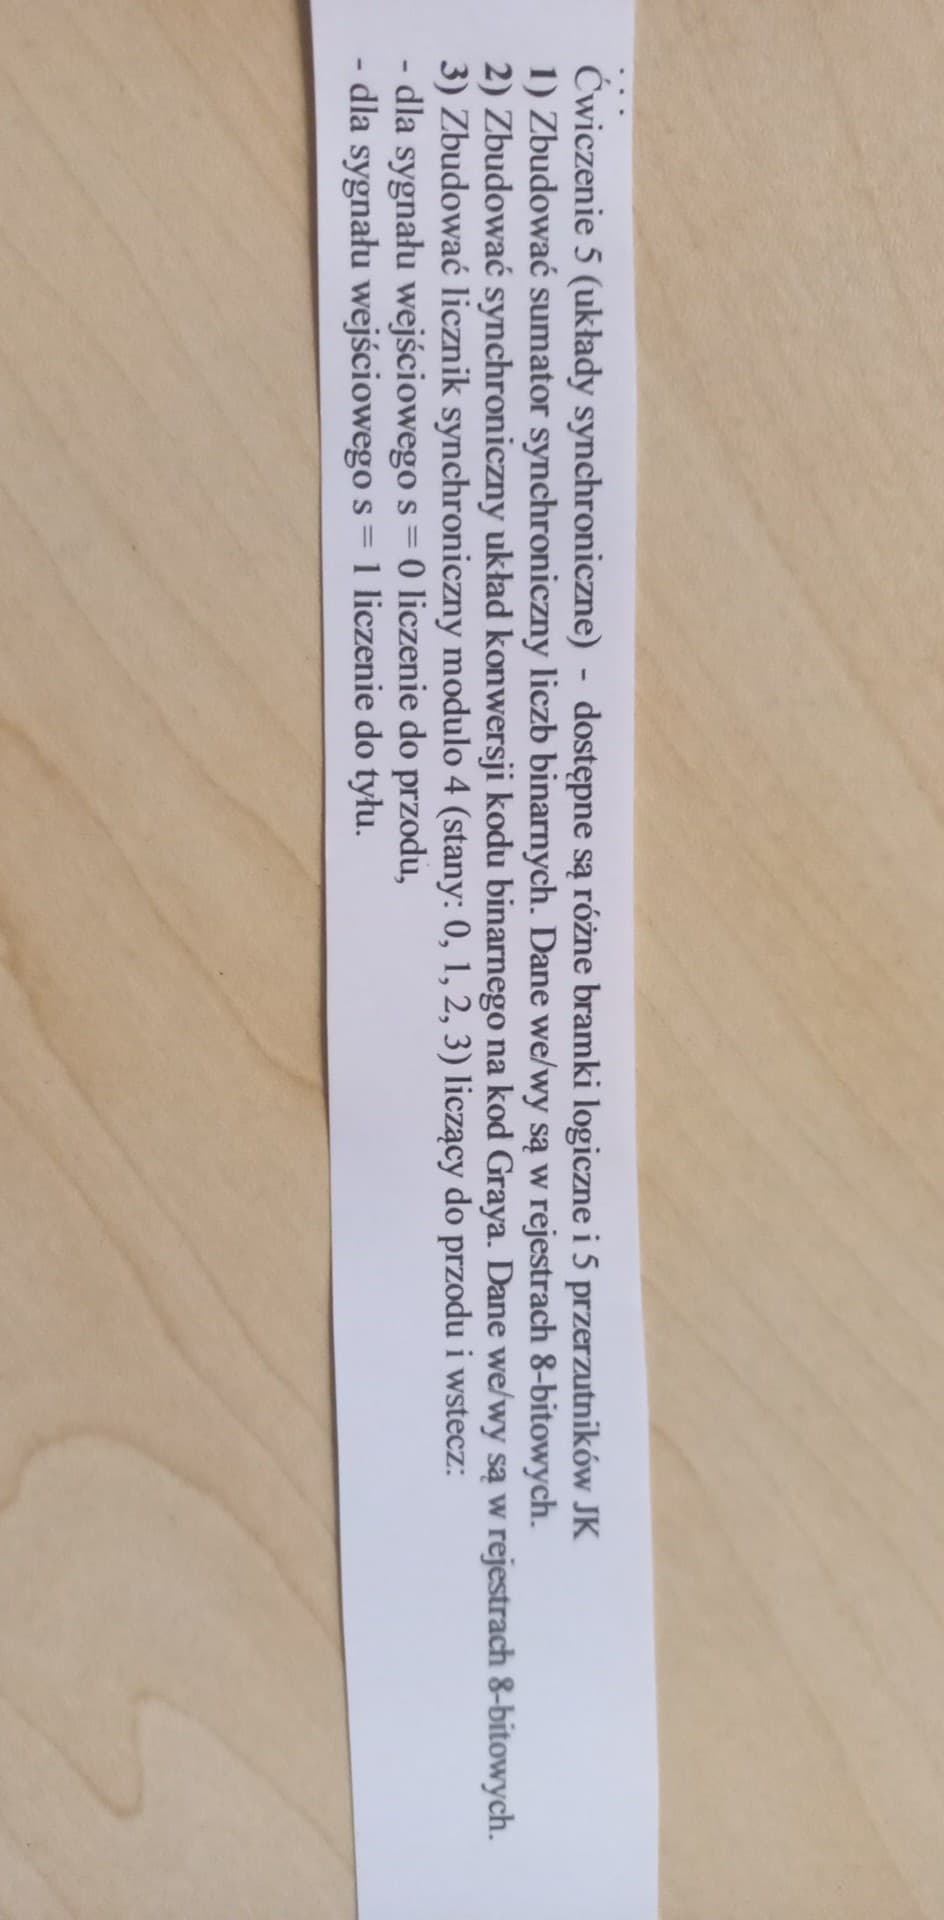 Ćwiczenie 5 (układy synchroniczne) - dostępne są różne bramki logiczne i 5 przerzutników JK
1) Zbudować sumator synchroniczny liczb binarnych. Dane we/wy są w rejestrach 8-bitowych.
2) Zbudować synchroniczny układ konwersji kodu binarnego na kod Graya. Dane we/wy są w rejestrach 8-bitowych.
3) Zbudować licznik synchroniczny modulo 4 (stany: 0, 1, 2, 3) liczący do przodu i wstecz:
- dla sygnału wejściowego s = 0 liczenie do przodu,
- dla sygnału wejściowego s = 1 liczenie do tyłu.